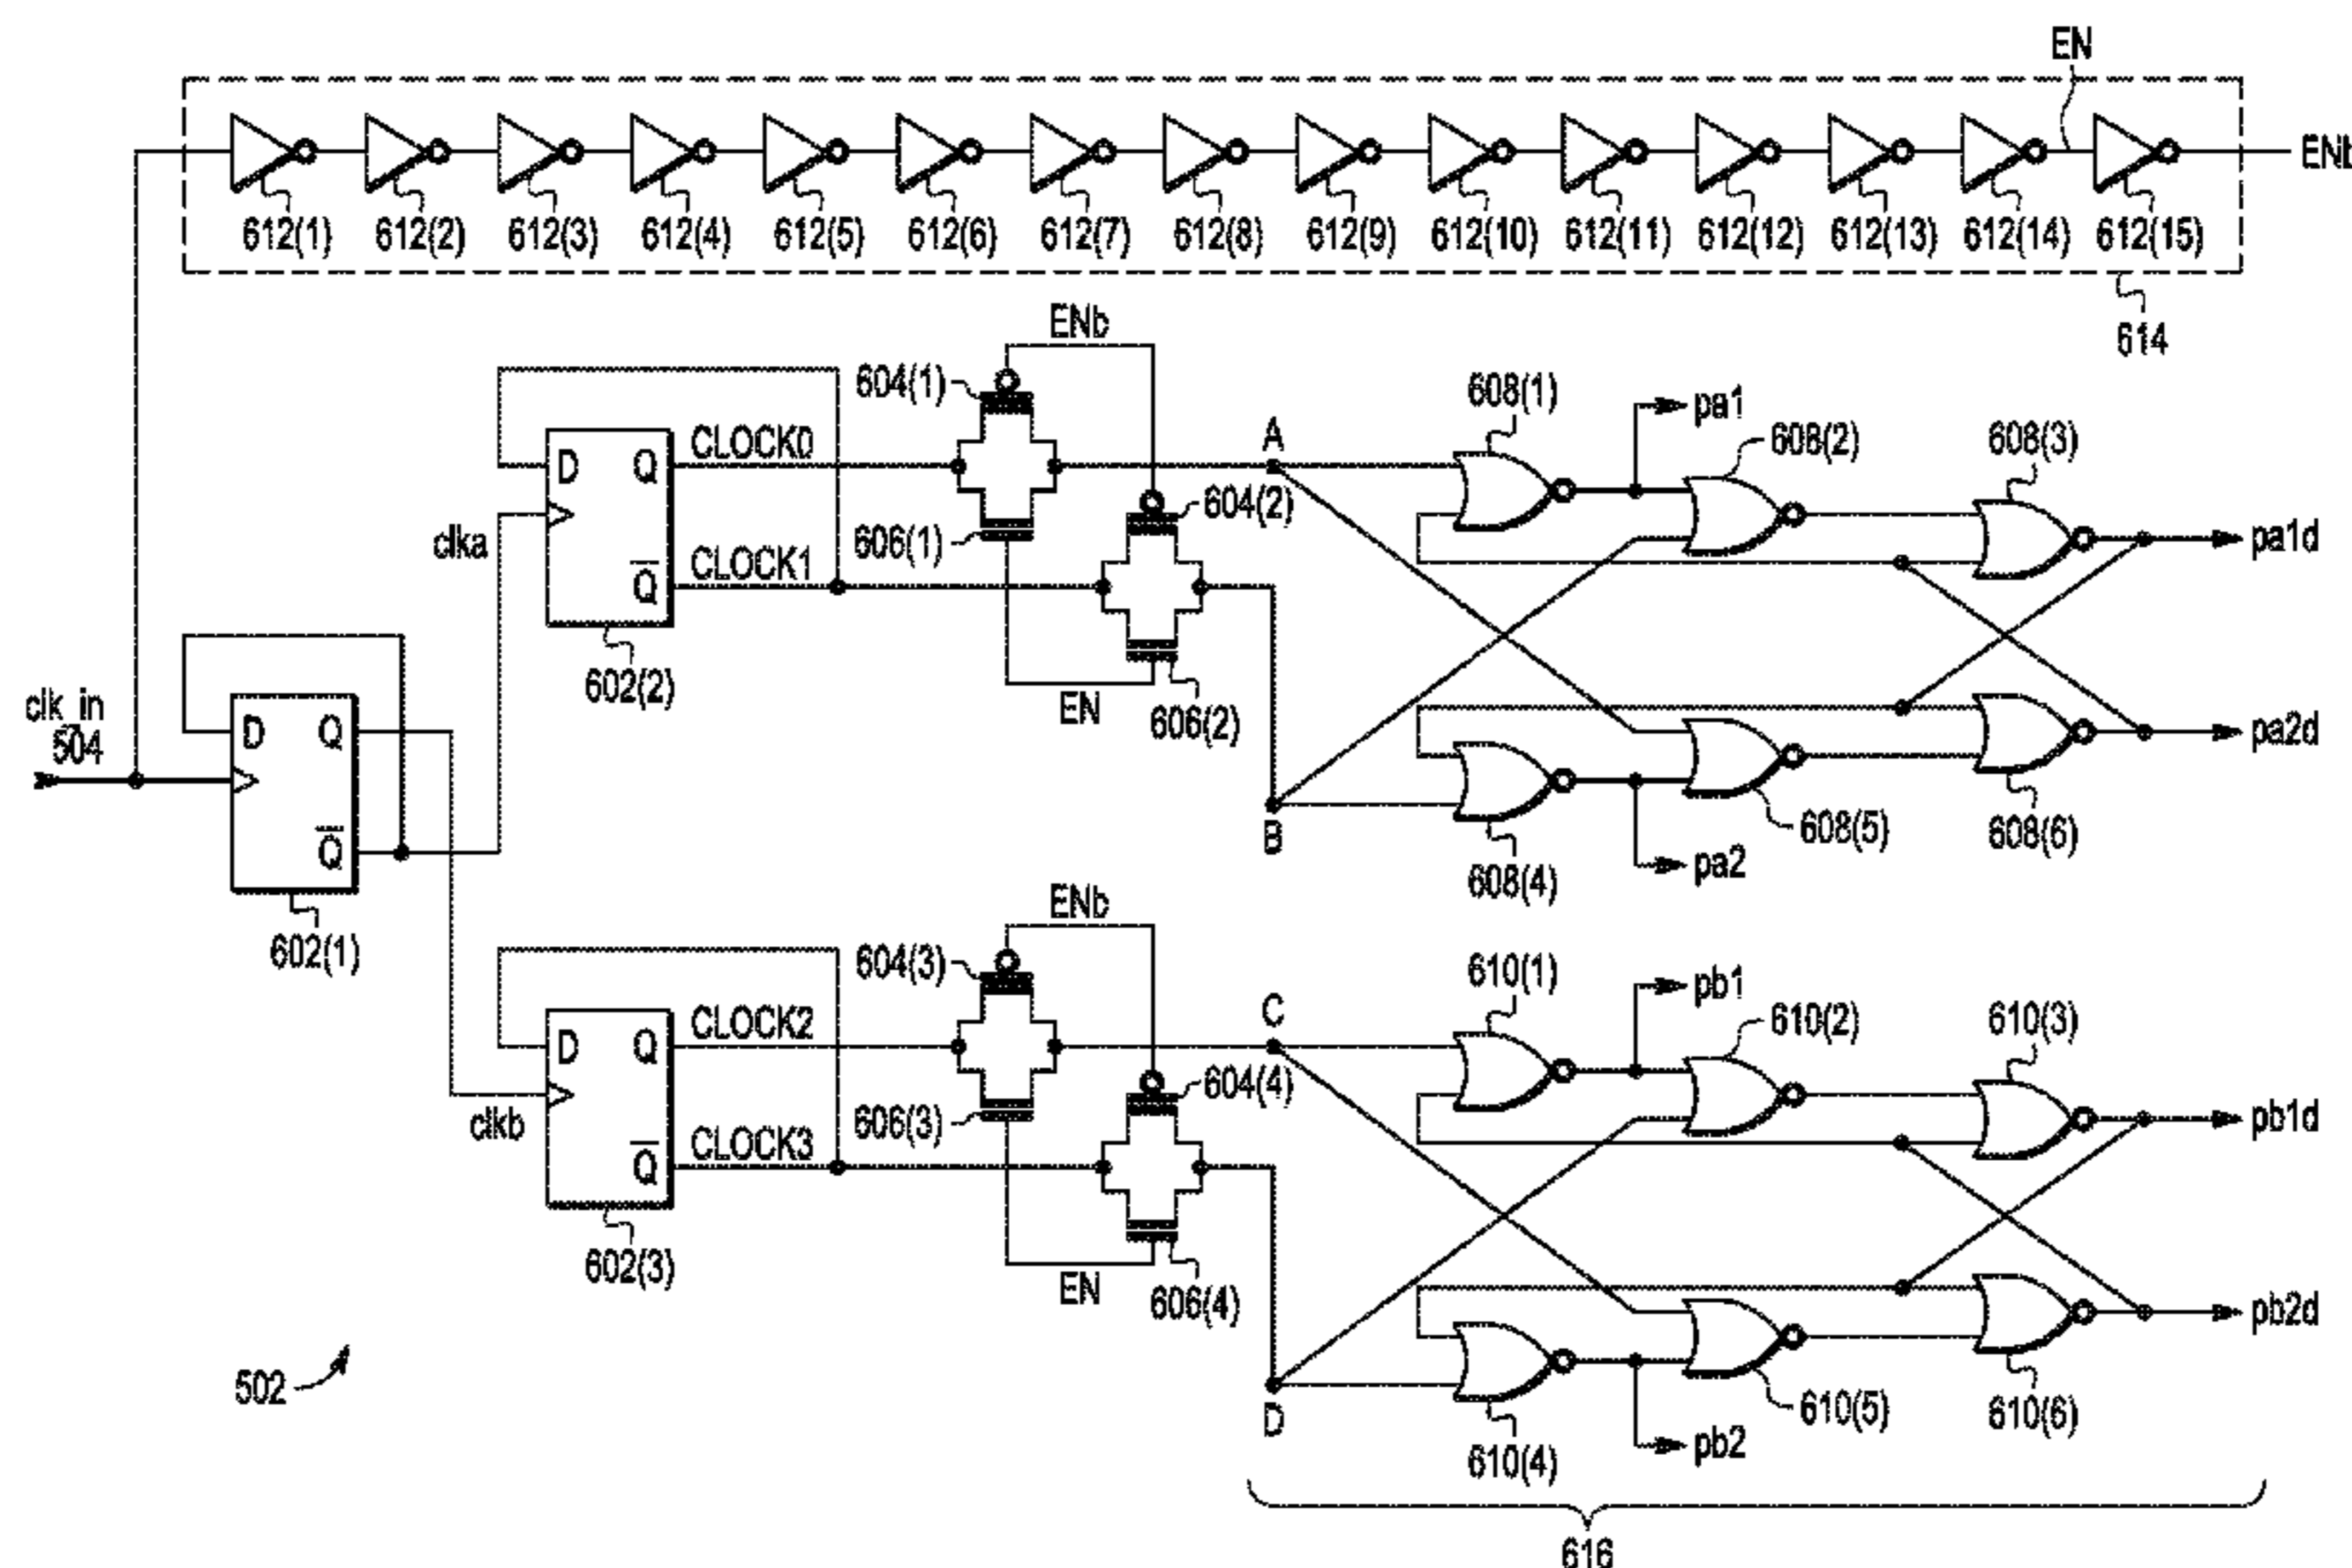 EN
ENb
612(1) 612(2) 612(3) 612(4) 612(5) 612(6) 612(7) 612(8) 612(9) 612(10) 612(11) 612(12) 612(13) 612(14) 612(15)
614
ENb
604(1)
608(1)
pa1
608(2)
608(3)
D Q CLOCK0
A
604(2)
clka
606(1)
pa1d
Q CLOCK1
602(2)
EN
606(2)
clk_in
504
D Q
pa2d
B
608(5)
608(6)
Q
608(4)
pa2
602(1)
ENb
604(3)
610(1)
pb1
610(2)
610(3)
D Q CLOCK2
C
604(4)
clkb
606(3)
pb1d
Q CLOCK3
602(3)
EN
606(4)
pb2d
502
D
610(5)
610(6)
610(4)
pb2
616